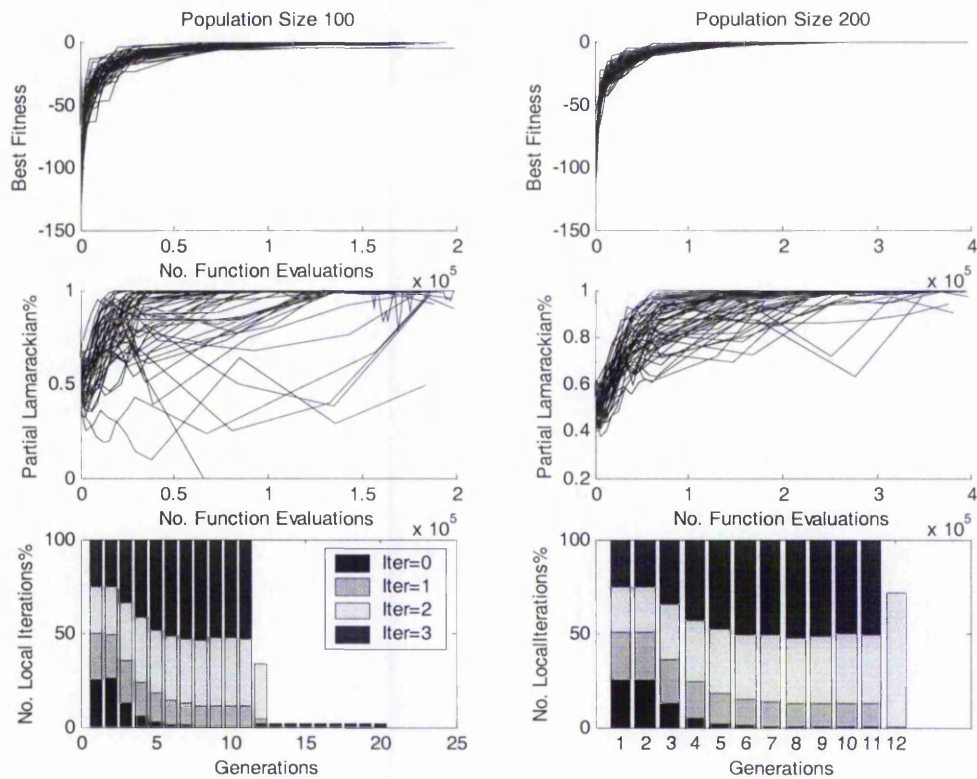 Population Size 100
Population Size 200
0
-50
-100
-150
Best Fitness
0 0.5 1 1.5 2
No. Function Evaluations
x 10^5
0
-50
-100
-150
Best Fitness
0 1 2 3 4
x 10^5
1
0.5
0
Partial Lamarackian%
0 0.5 1 1.5 2
No. Function Evaluations
x 10^5
1
0.8
0.6
0.4
0.2
Partial Lamarackian%
0 1 2 3 4
No. Function Evaluations
x 10^5
100
50
0
No. Local Iterations%
Iter=0
Iter=1
Iter=2
Iter=3
0 5 10 15 20 25
Generations
100
50
0
No. LocalIterations%
1 2 3 4 5 6 7 8 9 10 11 12
Generations